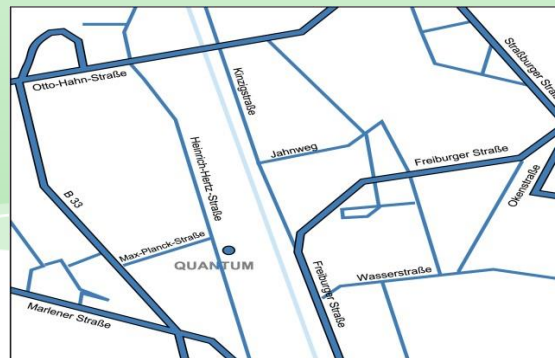 Otto-Hahn-Straße
Kinzigstraße
Straßburger Straße
Heinrich-Hertz-Straße
Jahnweg
Freiburger Straße
Okenstraße
B 33
Max-Planck-Straße
QUANTUM
Freiburger Straße
Wasserstraße
Marlener Straße